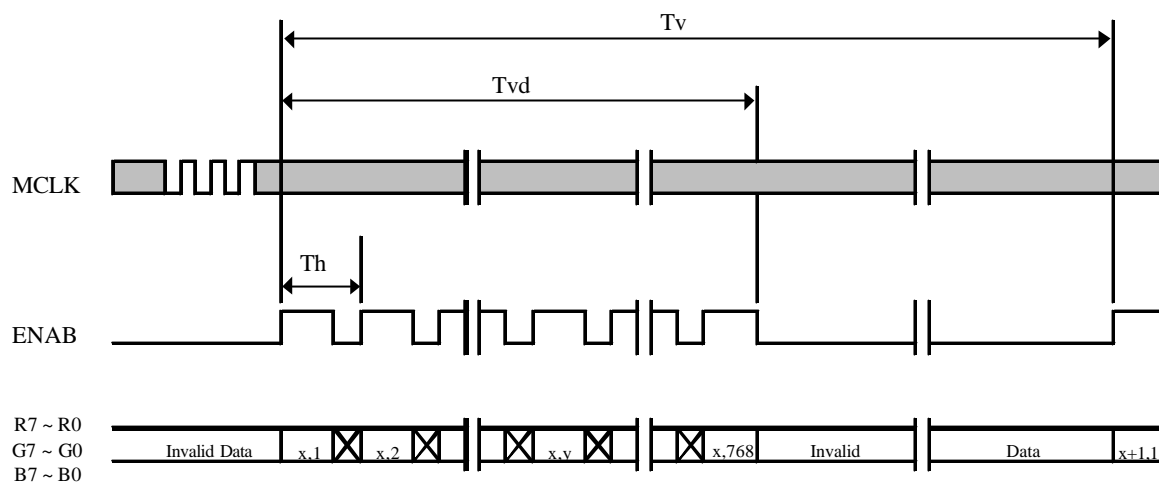 Tv
Tvd
MCLK
Th
ENAB
R7 ~ R0
G7 ~ G0
B7 ~ B0
Invalid Data
x,1
x,2
x,y
x,768
Invalid
Data
x+1,1